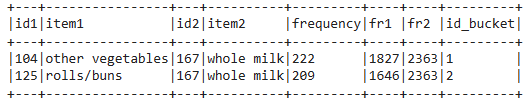 +---+----------------+---+----------+---------+----+----+---------+
|id1|item1           |id2|item2     |frequency|fr1 |fr2 |id_bucket|
+---+----------------+---+----------+---------+----+----+---------+
|104|other vegetables|167|whole milk|222      |1827|2363|1        |
|125|rolls/buns      |167|whole milk|209      |1646|2363|2        |
+---+----------------+---+----------+---------+----+----+---------+